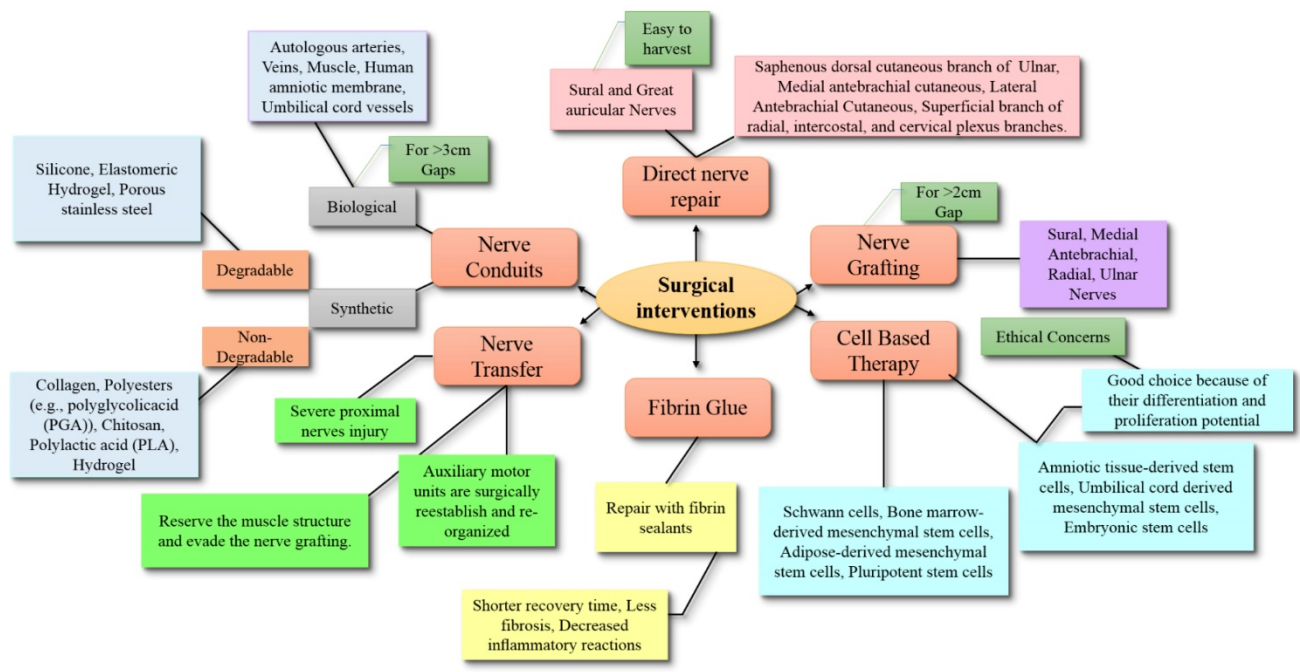 Autologous arteries,
Veins, Muscle, Human
amniotic membrane,
Umbilical cord vessels
Easy to
harvest
Sural and Great
auricular Nerves
Saphenous dorsal cutaneous branch of Ulnar,
Medial antebrachial cutaneous, Lateral
Antebrachial Cutaneous, Superficial branch of
radial, intercostal, and cervical plexus branches.
Silicone, Elastomeric
Hydrogel, Porous
stainless steel
For >3cm
Gaps
Biological
Direct nerve
repair
For >2cm
Gap
Nerve
Conduits
Nerve
Grafting
Sural, Medial
Antebrachial,
Radial, Ulnar
Nerves
Degradable
Synthetic
Surgical
interventions
Non-
Degradable
Nerve
Transfer
Cell Based
Therapy
Ethical Concerns
Collagen, Polyesters
(e.g., polyglycolicacid
(PGA)), Chitosan,
Polylactic acid (PLA),
Hydrogel
Severe proximal
nerves injury
Fibrin Glue
Good choice because of
their differentiation and
proliferation potential
Auxiliary motor
units are surgically
reestablish and re-
organized
Reserve the muscle structure
and evade the nerve grafting.
Repair with fibrin
sealants
Schwann cells, Bone marrow-
derived mesenchymal stem cells,
Adipose-derived mesenchymal
stem cells, Pluripotent stem cells
Amniotic tissue-derived stem
cells, Umbilical cord derived
mesenchymal stem cells,
Embryonic stem cells
Shorter recovery time, Less
fibrosis, Decreased
inflammatory reactions